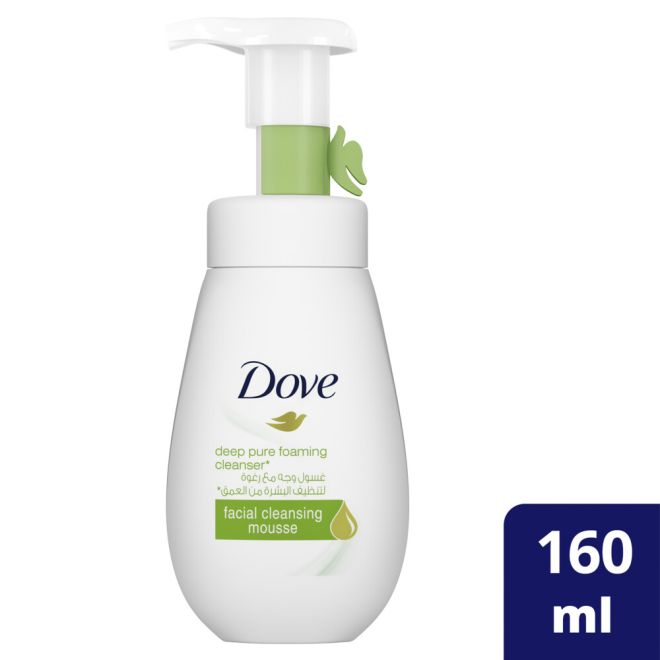 Dove
deep pure foaming
cleanser*
غسول وجه مع رغوة
لتنظيف البشرة من العمق*
facial cleansing
mousse
160
ml